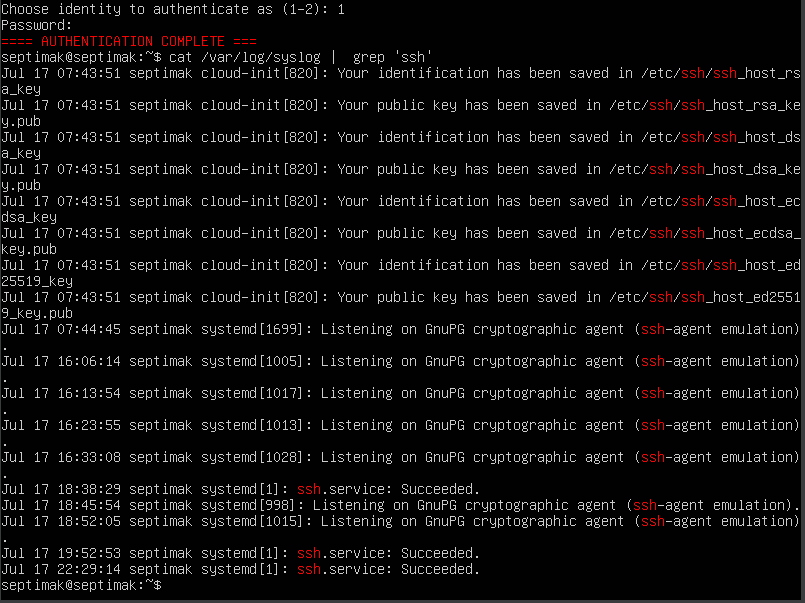 Choose identity to authenticate as (1-2): 1
Password:
==== AUTHENTICATION COMPLETE ===
septimak@septimak:~$ cat /var/log/syslog |  grep 'ssh'
Jul 17 07:43:51 septimak cloud-init[820]: Your identification has been saved in /etc/ssh/ssh_host_rs
a_key
Jul 17 07:43:51 septimak cloud-init[820]: Your public key has been saved in /etc/ssh/ssh_host_rsa_ke
y.pub
Jul 17 07:43:51 septimak cloud-init[820]: Your identification has been saved in /etc/ssh/ssh_host_ds
a_key
Jul 17 07:43:51 septimak cloud-init[820]: Your public key has been saved in /etc/ssh/ssh_host_dsa_ke
y.pub
Jul 17 07:43:51 septimak cloud-init[820]: Your identification has been saved in /etc/ssh/ssh_host_ec
dsa_key
Jul 17 07:43:51 septimak cloud-init[820]: Your public key has been saved in /etc/ssh/ssh_host_ecdsa_
key.pub
Jul 17 07:43:51 septimak cloud-init[820]: Your identification has been saved in /etc/ssh/ssh_host_ed
25519_key
Jul 17 07:43:51 septimak cloud-init[820]: Your public key has been saved in /etc/ssh/ssh_host_ed2551
9_key.pub
Jul 17 07:44:45 septimak systemd[1699]: Listening on GnuPG cryptographic agent (ssh-agent emulation)
.
Jul 17 16:06:14 septimak systemd[1005]: Listening on GnuPG cryptographic agent (ssh-agent emulation)
.
Jul 17 16:13:54 septimak systemd[1017]: Listening on GnuPG cryptographic agent (ssh-agent emulation)
.
Jul 17 16:23:55 septimak systemd[1013]: Listening on GnuPG cryptographic agent (ssh-agent emulation)
.
Jul 17 16:33:08 septimak systemd[1028]: Listening on GnuPG cryptographic agent (ssh-agent emulation)
.
Jul 17 18:38:29 septimak systemd[1]: ssh.service: Succeeded.
Jul 17 18:45:54 septimak systemd[998]: Listening on GnuPG cryptographic agent (ssh-agent emulation).
Jul 17 18:52:05 septimak systemd[1015]: Listening on GnuPG cryptographic agent (ssh-agent emulation)
.
Jul 17 19:52:53 septimak systemd[1]: ssh.service: Succeeded.
Jul 17 22:29:14 septimak systemd[1]: ssh.service: Succeeded.
septimak@septimak:~$